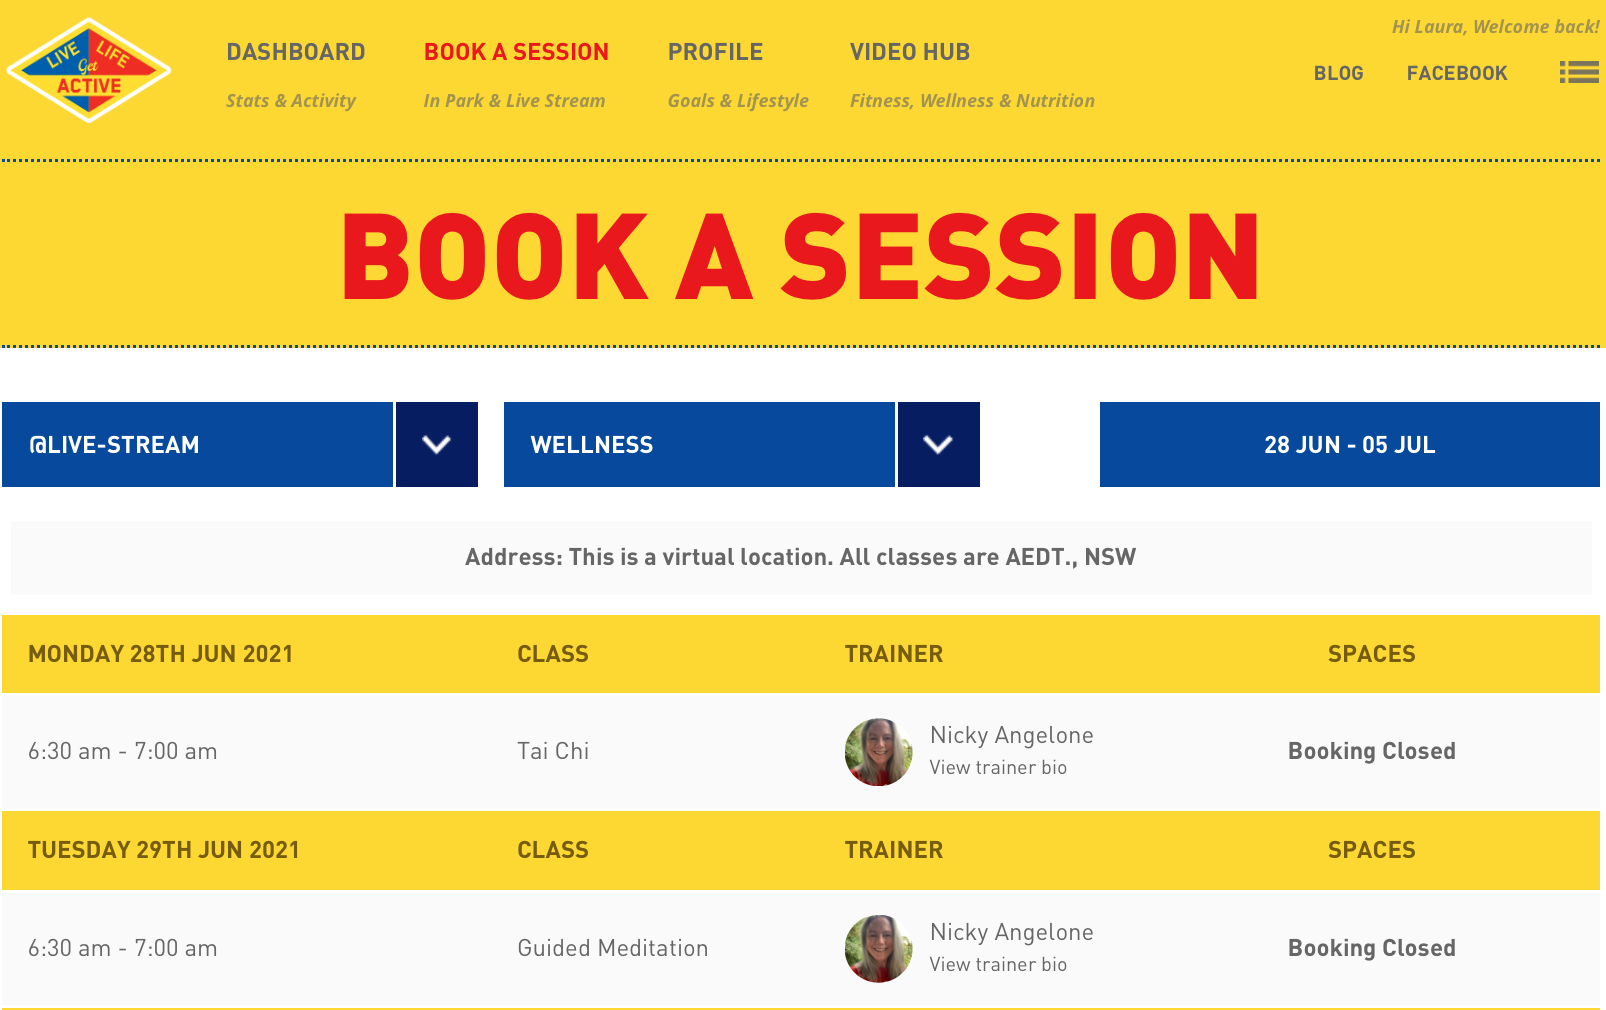 LIVE LIFE
Get
ACTIVE
DASHBOARD
Stats & Activity
BOOK A SESSION
In Park & Live Stream
PROFILE
Goals & Lifestyle
VIDEO HUB
Fitness, Wellness & Nutrition
Hi Laura, Welcome back!
BLOG FACEBOOK
BOOK A SESSION
@LIVE-STREAM WELLNESS 28 JUN - 05 JUL
Address: This is a virtual location. All classes are AEDT., NSW
MONDAY 28TH JUN 2021 CLASS TRAINER SPACES
6:30 am - 7:00 am Tai Chi Nicky Angelone Booking Closed
View trainer bio
TUESDAY 29TH JUN 2021 CLASS TRAINER SPACES
6:30 am - 7:00 am Guided Meditation Nicky Angelone Booking Closed
View trainer bio